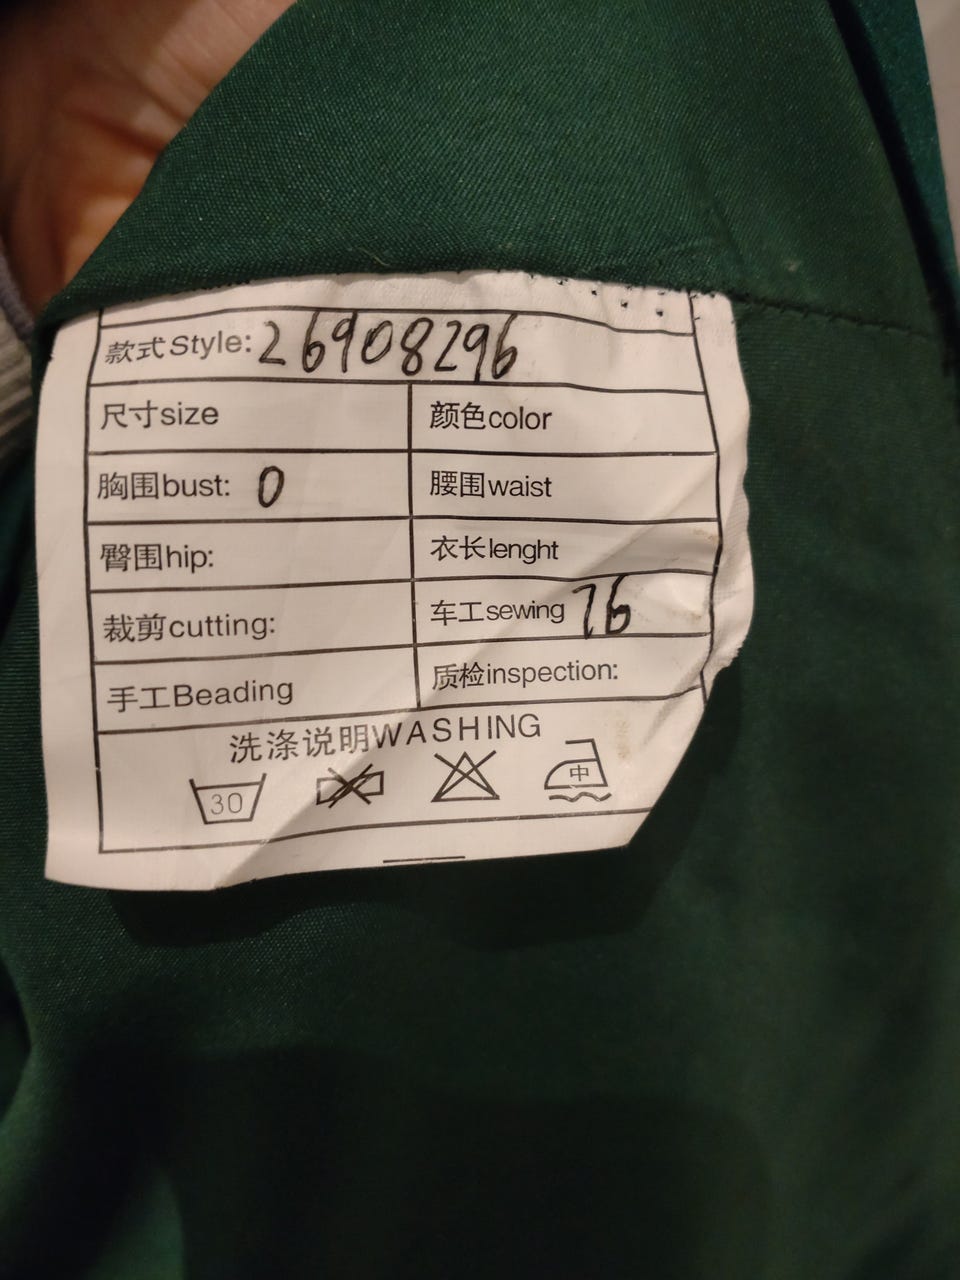 款式Style: 26908296
尺寸size 颜色color
胸围bust: 0 腰围waist
臀围hip: 衣长lenght
裁剪cutting: 车工sewing 76
手工Beading 质检inspection:
洗涤说明WASHING
30 中